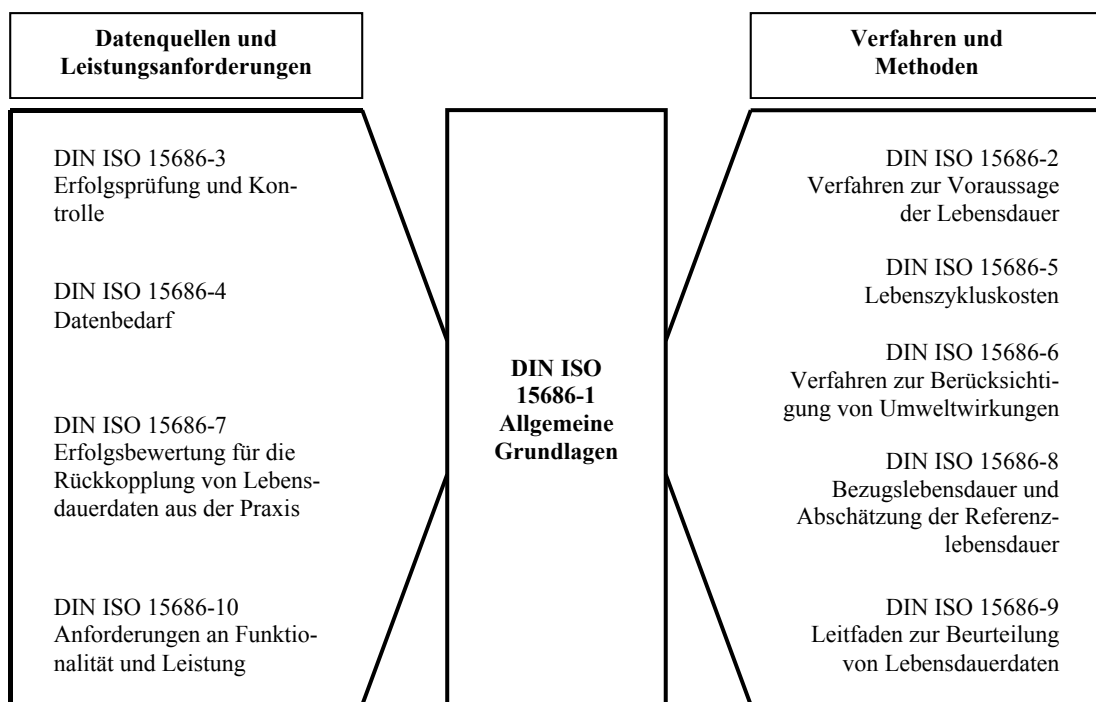 Datenquellen und
Leistungsanforderungen
DIN ISO 15686-3
Erfolgsprüfung und Kon-
trolle
DIN ISO 15686-4
Datenbedarf
DIN ISO 15686-7
Erfolgsbewertung für die
Rückkopplung von Lebens-
dauerdaten aus der Praxis
DIN ISO 15686-10
Anforderungen an Funktio-
nalität und Leistung
DIN ISO
15686-1
Allgemeine
Grundlagen
Verfahren und
Methoden
DIN ISO 15686-2
Verfahren zur Voraussage
der Lebensdauer
DIN ISO 15686-5
Lebenszykluskosten
DIN ISO 15686-6
Verfahren zur Berücksichti-
gung von Umweltwirkungen
DIN ISO 15686-8
Bezugslebensdauer und
Abschätzung der Referenz-
lebensdauer
DIN ISO 15686-9
Leitfaden zur Beurteilung
von Lebensdauerdaten